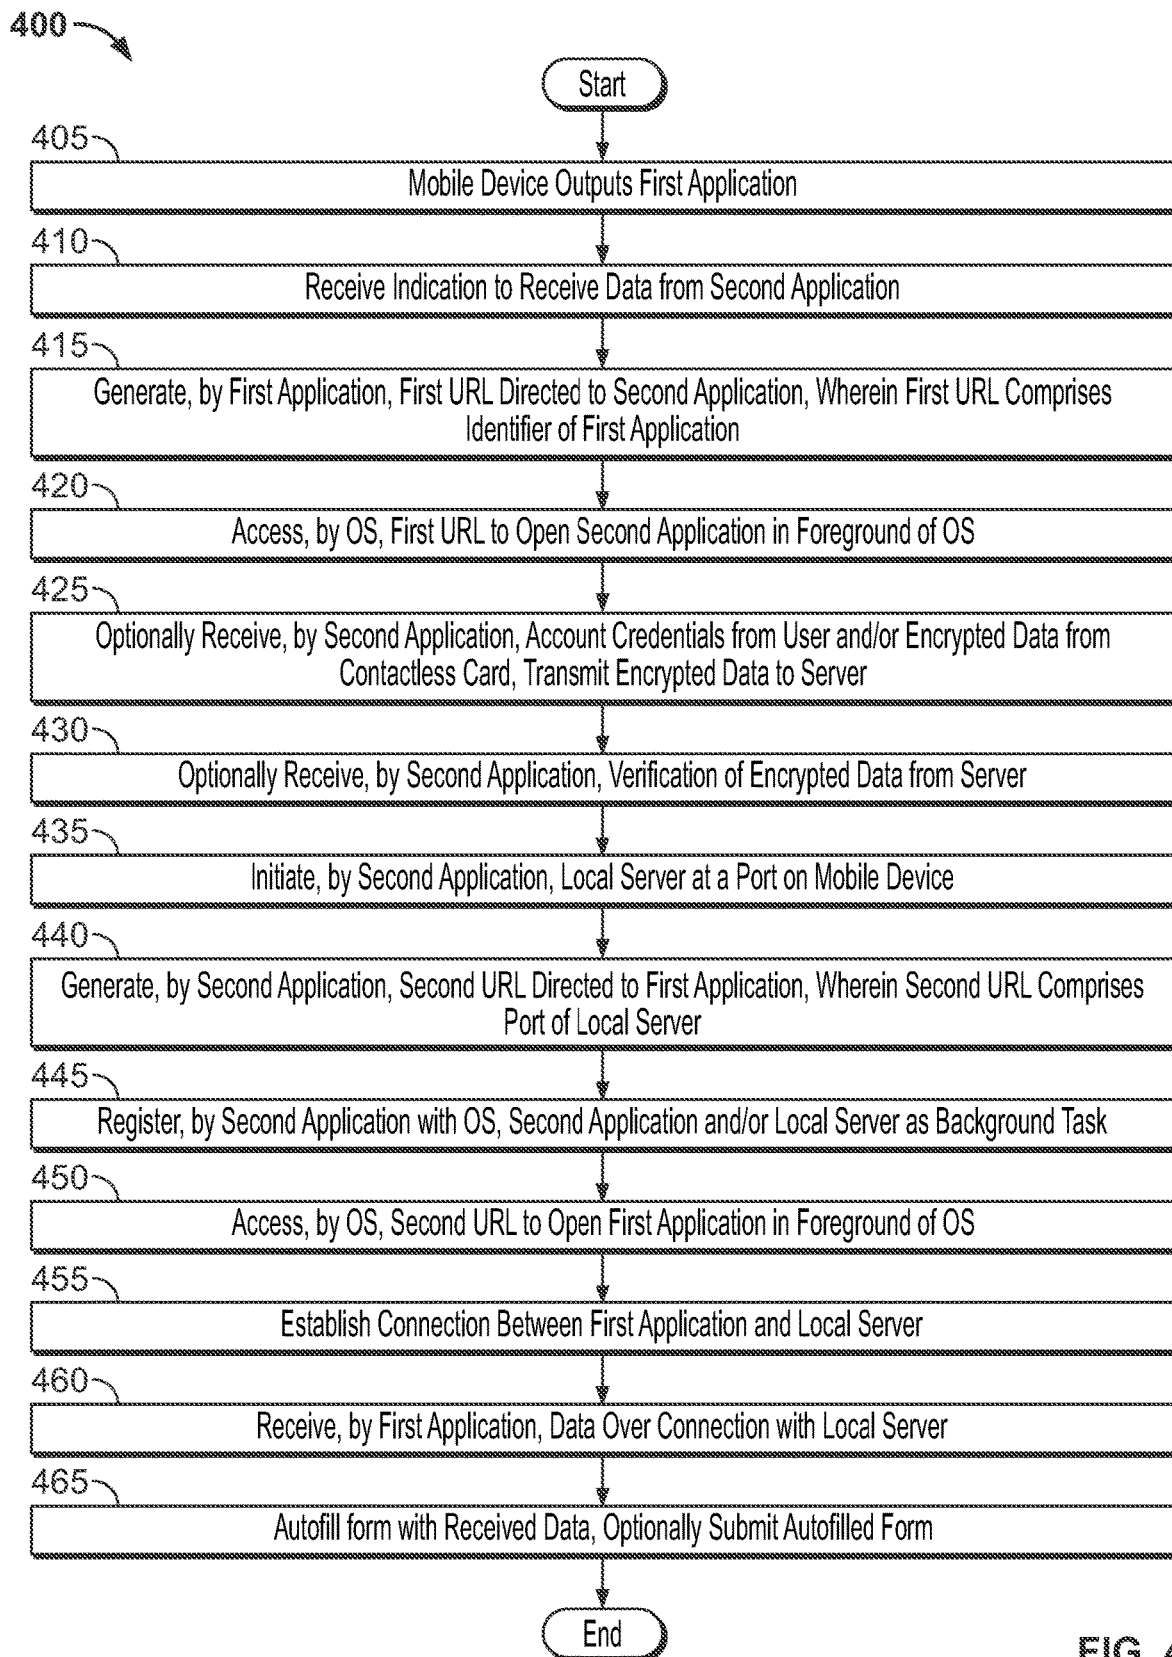 400
Start
405
Mobile Device Outputs First Application
410
Receive Indication to Receive Data from Second Application
415
Generate, by First Application, First URL Directed to Second Application, Wherein First URL Comprises
Identifier of First Application
420
Access, by OS, First URL to Open Second Application in Foreground of OS
425
Optionally Receive, by Second Application, Account Credentials from User and/or Encrypted Data from
Contactless Card, Transmit Encrypted Data to Server
430
Optionally Receive, by Second Application, Verification of Encrypted Data from Server
435
Initiate, by Second Application, Local Server at a Port on Mobile Device
440
Generate, by Second Application, Second URL Directed to First Application, Wherein Second URL Comprises
Port of Local Server
445
Register, by Second Application with OS, Second Application and/or Local Server as Background Task
450
Access, by OS, Second URL to Open First Application in Foreground of OS
455
Establish Connection Between First Application and Local Server
460
Receive, by First Application, Data Over Connection with Local Server
465
Autofill form with Received Data, Optionally Submit Autofilled Form
End
FIG. 4